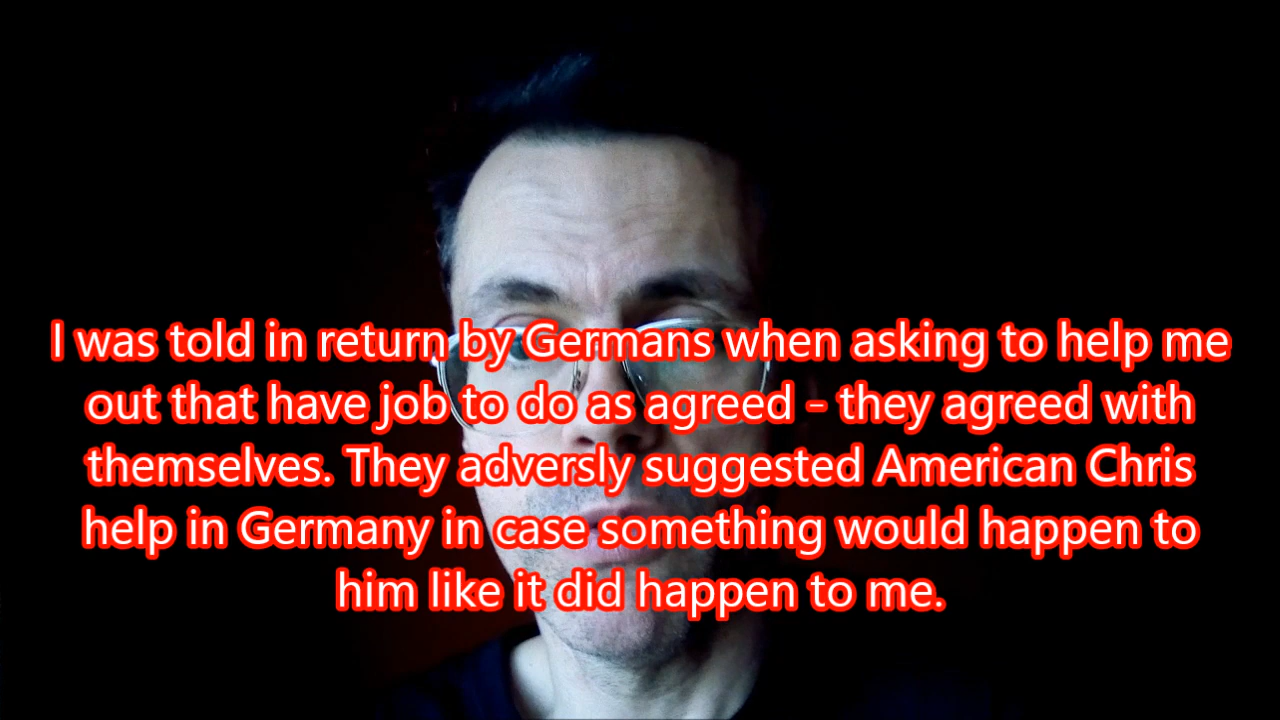 I was told in return by Germans when asking to help me
out that have job to do as agreed - they agreed with
themselves. They adversly suggested American Chris
help in Germany in case something would happen to
him like it did happen to me.